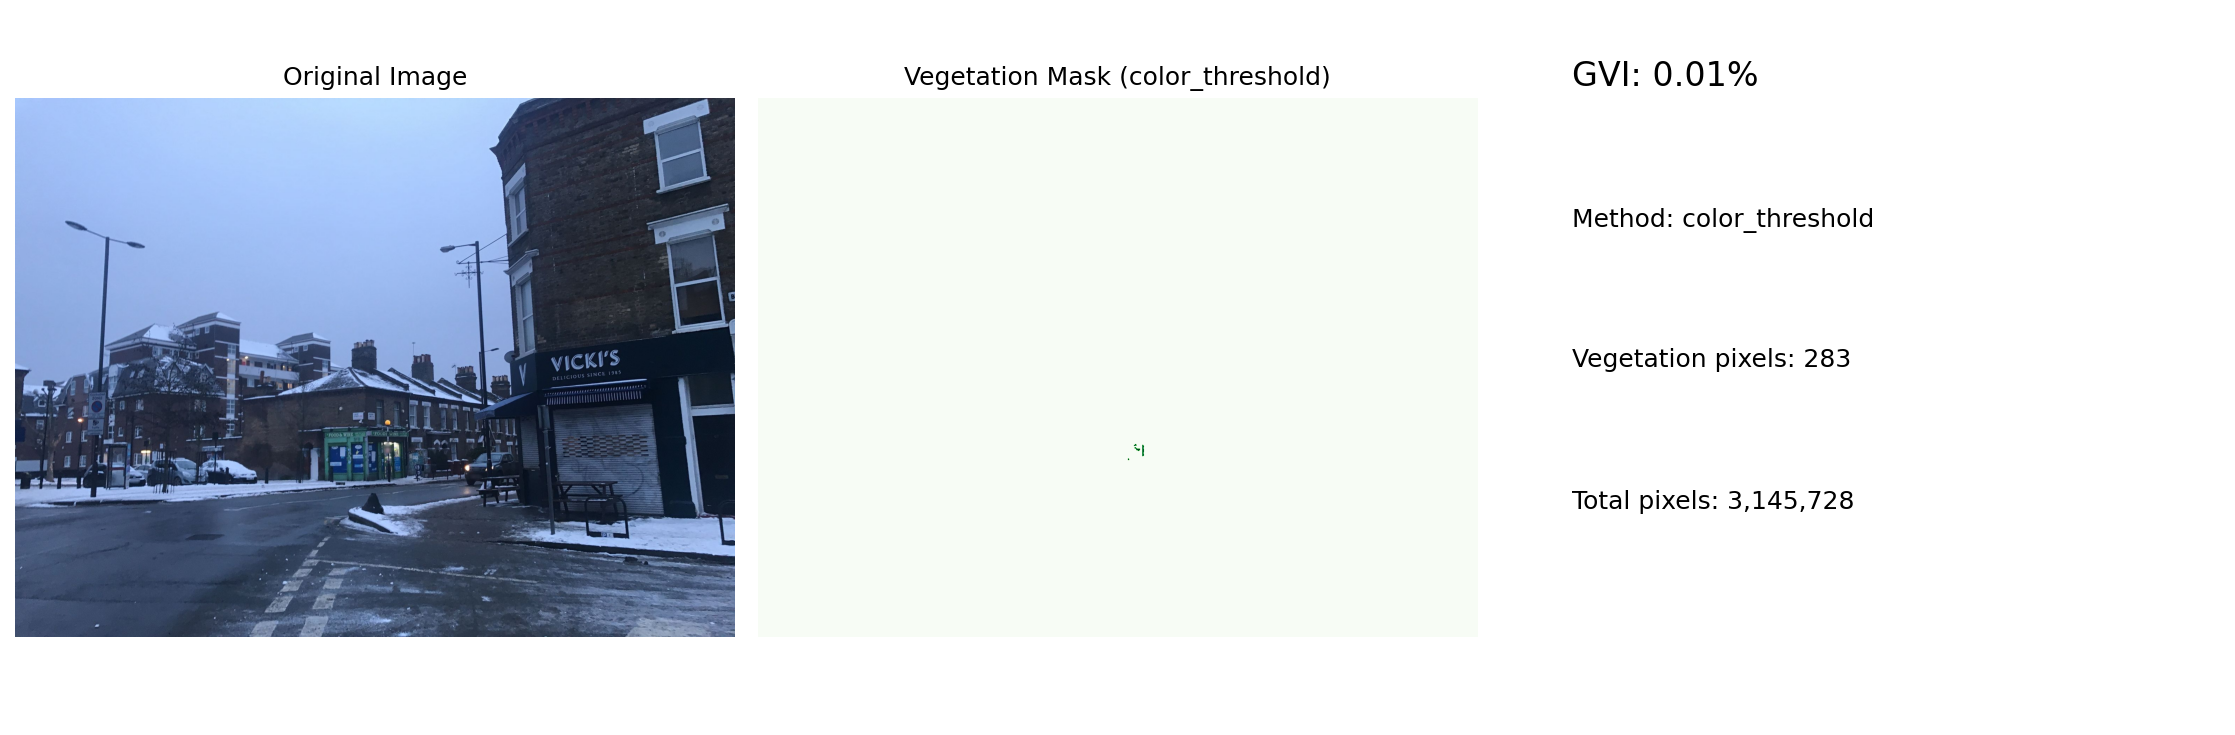 Original Image
Vegetation Mask (color_threshold)
GVI: 0.01%
Method: color_threshold
Vegetation pixels: 283
Total pixels: 3,145,728
VICKI'S
DELICIOUS SINCE 1985
V